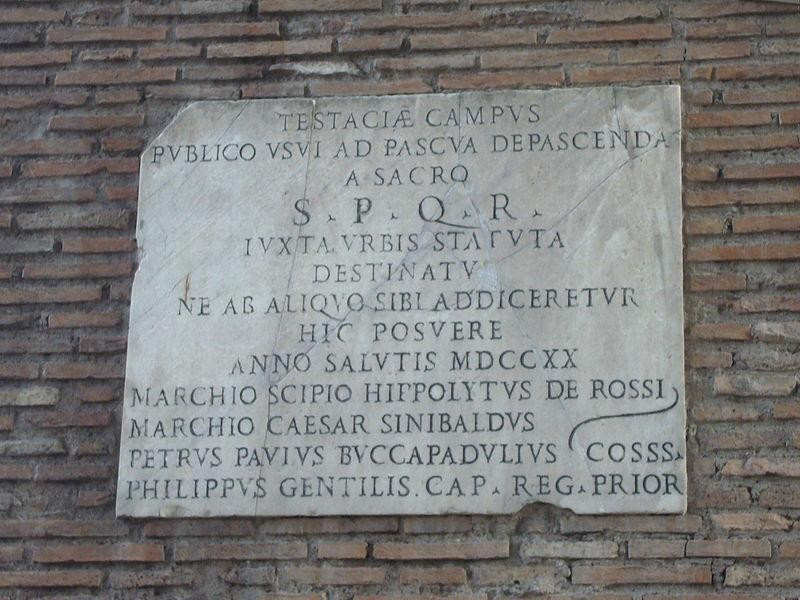 TESTACIÆ CAMPVS
PVBLICO VSVI AD PASCVA DEPASCENDA
A SACRO
S . P . Q . R .
IVXTA VRBIS STATVTA
DESTINATV
NE AB ALIQVO SIBI ADDICERETVR
HIC POSVERE
ANNO SALVTIS MDCCXX
MARCHIO SCIPIO HIPPOLYTVS DE ROSSI
MARCHIO CAESAR SINIBALDVS
PETRVS PAVIVS BVCCAPADVLIVS COSSS.
PHILIPPVS GENTILIS . CAP . REG . PRIOR